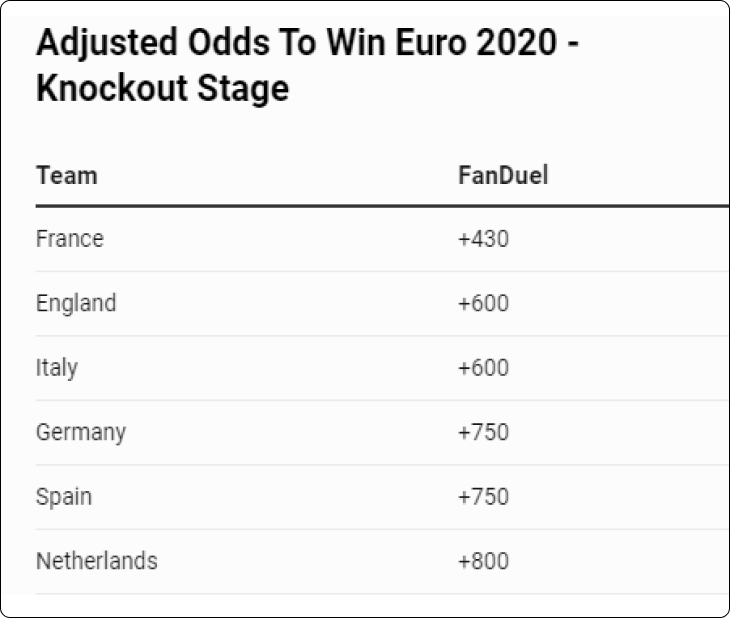 Adjusted Odds To Win Euro 2020 -
Knockout Stage
Team FanDuel
France +430
England +600
Italy +600
Germany +750
Spain +750
Netherlands +800